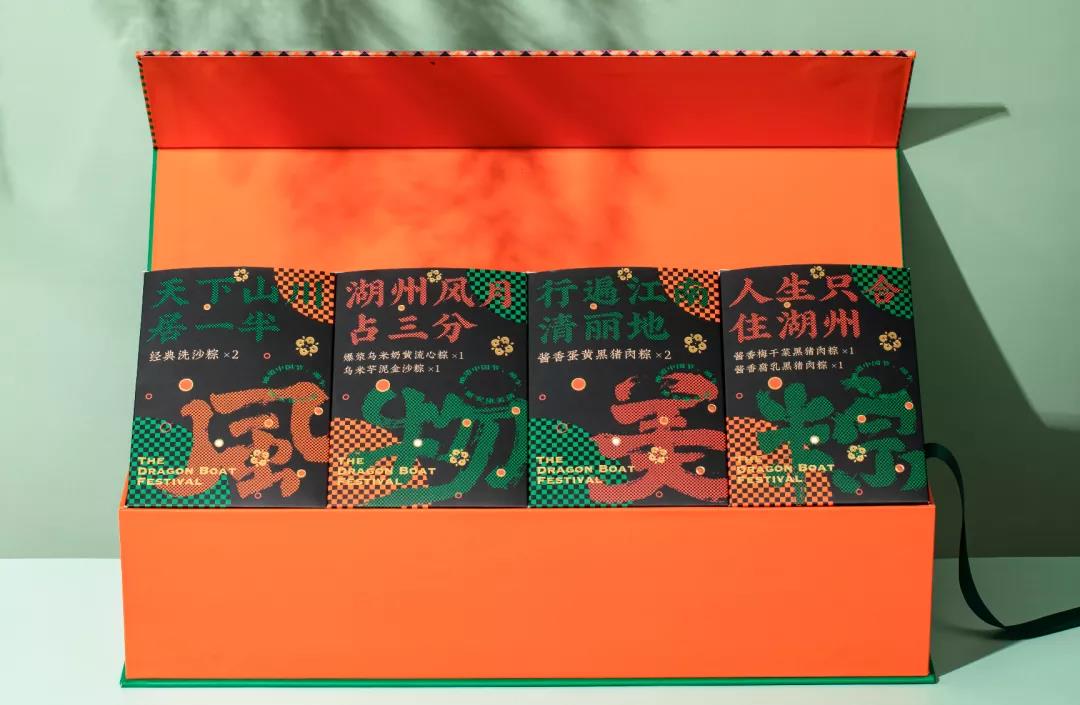 天下山川
居一半
经典洗沙粽 ×2
風
THE
DRAGON BOAT
FESTIVAL
湖州风月
占三分
爆浆乌米奶黄流心粽 ×1
乌米芋泥金沙粽 ×1
物
THE
DRAGON BOAT
FESTIVAL
行遍江南
清丽地
酱香蛋黄黑猪肉粽 ×2
美
THE
DRAGON BOAT
FESTIVAL
人生只合
住湖州
酱香梅干菜黑猪肉粽 ×1
酱香腐乳黑猪肉粽 ×1
粽
THE
DRAGON BOAT
FESTIVAL